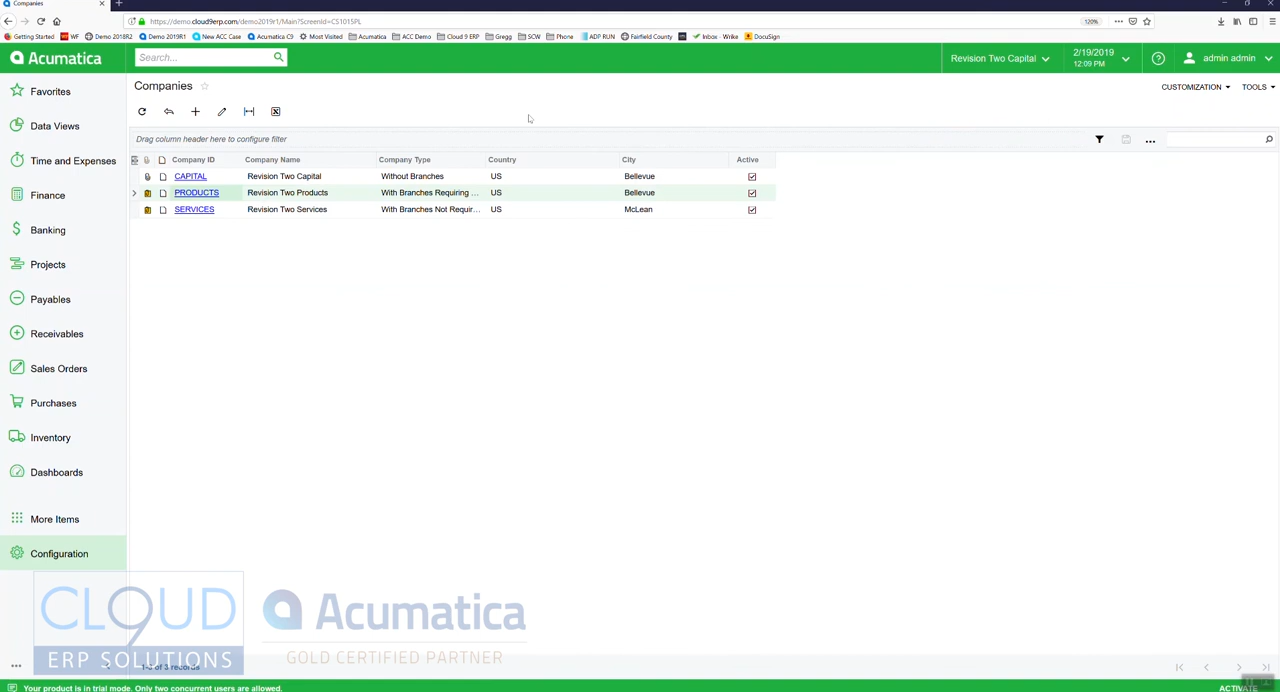 Companies
https://demo.cloud9erp.com/demo2019r1/Main?ScreenId=CS1015PL
120%
Getting Started
WF
Demo 2018R2
Demo 2019R1
New ACC Case
Acumatica C9
Most Visited
Acumatica
ACC Demo
Cloud 9 ERP
Gregg
SCW
Phone
ADP RUN
Fairfield County
Inbox - Wrike
DocuSign
Acumatica
Search...
Revision Two Capital
2/19/2019
12:09 PM
admin admin
Companies
CUSTOMIZATION
TOOLS
Favorites
Data Views
Time and Expenses
Finance
Banking
Projects
Payables
Receivables
Sales Orders
Purchases
Inventory
Dashboards
More Items
Configuration
Drag column header here to configure filter
Company ID Company Name Company Type Country City Active
CAPITAL Revision Two Capital Without Branches US Bellevue
PRODUCTS Revision Two Products With Branches Requiring ... US Bellevue
SERVICES Revision Two Services With Branches Not Requir... US McLean
CLOUD
9
ERP SOLUTIONS
Acumatica
GOLD CERTIFIED PARTNER
1-3 of 3 records
Your product is in trial mode. Only two concurrent users are allowed.
ACTIVATE